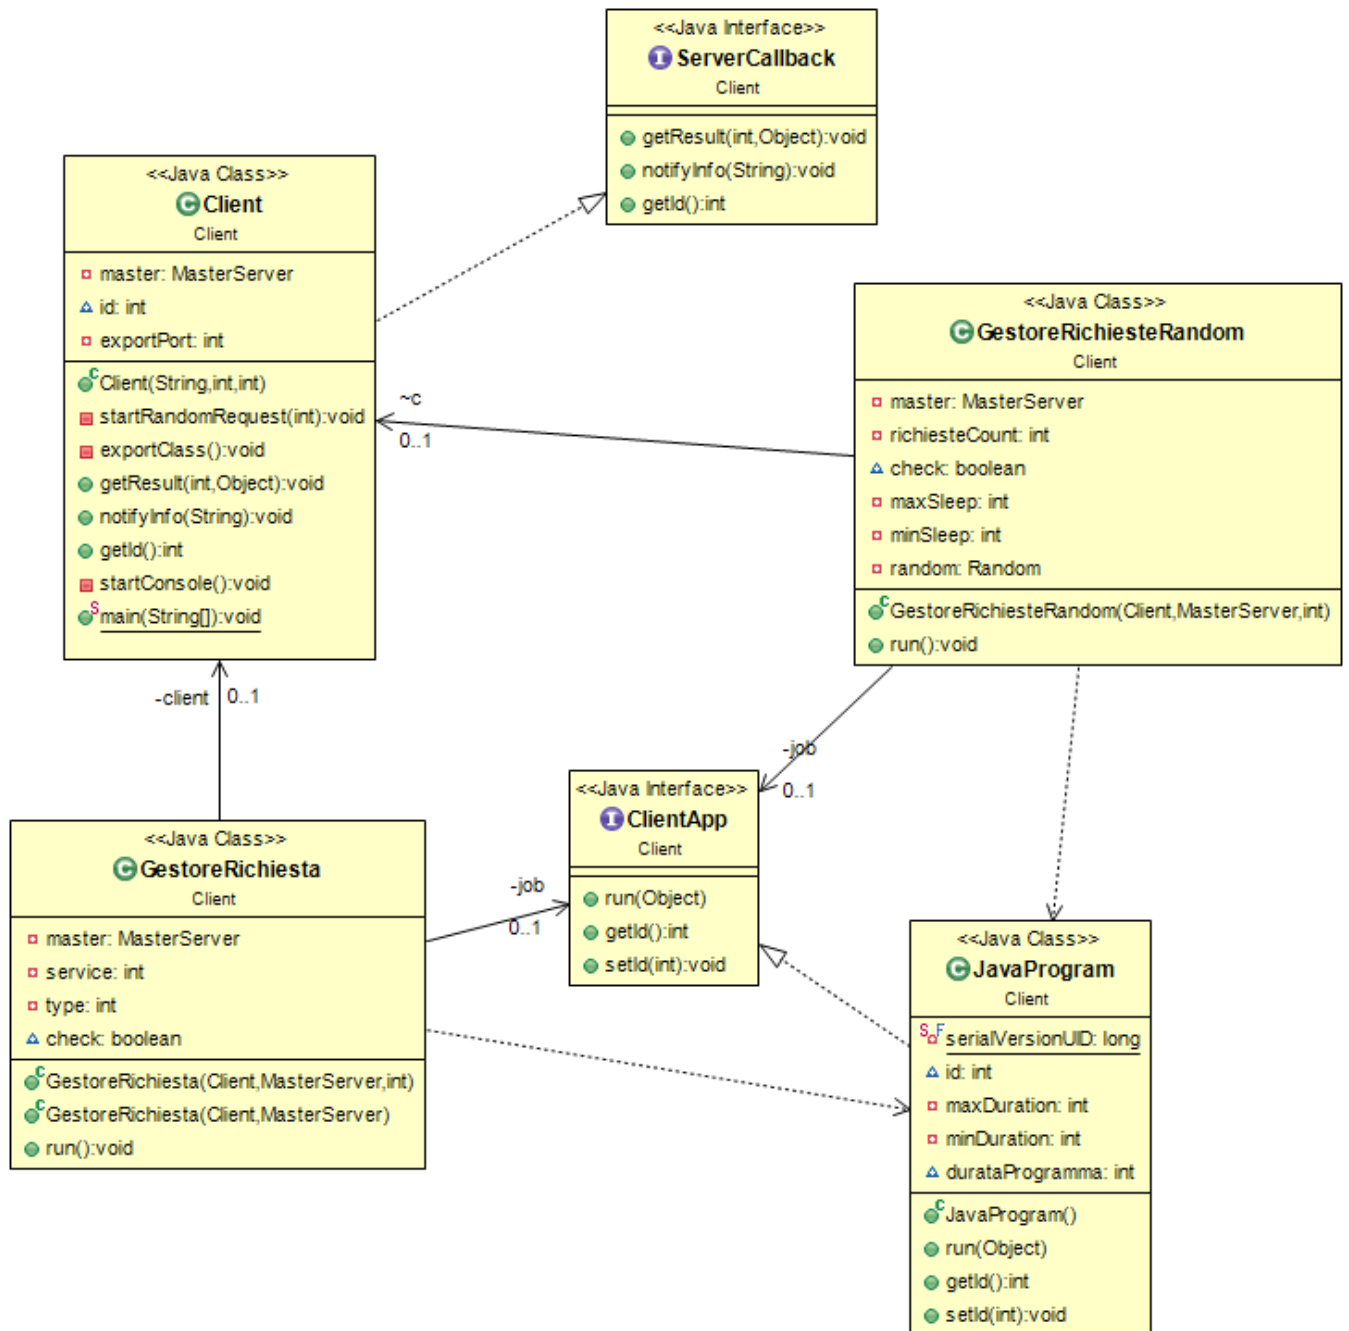 <<Java Interface>>
ServerCallback
Client
getResult(int,Object):void
notifyInfo(String):void
getId():int
<<Java Class>>
Client
Client
master: MasterServer
id: int
exportPort: int
Client(String,int,int)
startRandomRequest(int):void
exportClass():void
getResult(int,Object):void
notifyInfo(String):void
getId():int
startConsole():void
main(String[]):void
<<Java Class>>
GestoreRichiesteRandom
Client
master: MasterServer
richiesteCount: int
check: boolean
maxSleep: int
minSleep: int
random: Random
GestoreRichiesteRandom(Client,MasterServer,int)
run():void
~c
0..1
-client
0..1
-job
0..1
<<Java Interface>>
ClientApp
Client
run(Object)
getId():int
setId(int):void
<<Java Class>>
GestoreRichiesta
Client
master: MasterServer
service: int
type: int
check: boolean
GestoreRichiesta(Client,MasterServer,int)
GestoreRichiesta(Client,MasterServer)
run():void
-job
0..1
<<Java Class>>
JavaProgram
Client
serialVersionUID: long
id: int
maxDuration: int
minDuration: int
durataProgramma: int
JavaProgram()
run(Object)
getId():int
setId(int):void